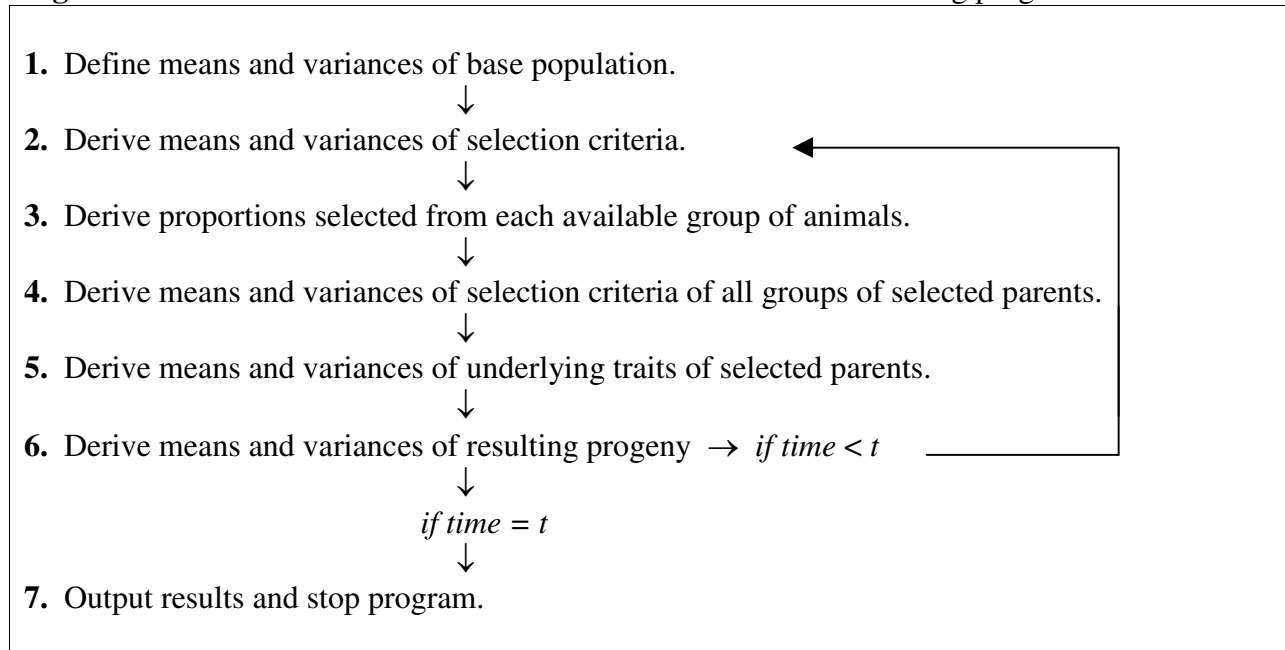 1. Define means and variances of base population.
↓
2. Derive means and variances of selection criteria.
↓
3. Derive proportions selected from each available group of animals.
↓
4. Derive means and variances of selection criteria of all groups of selected parents.
↓
5. Derive means and variances of underlying traits of selected parents.
↓
6. Derive means and variances of resulting progeny → if time < t
↓
if time = t
↓
7. Output results and stop program.